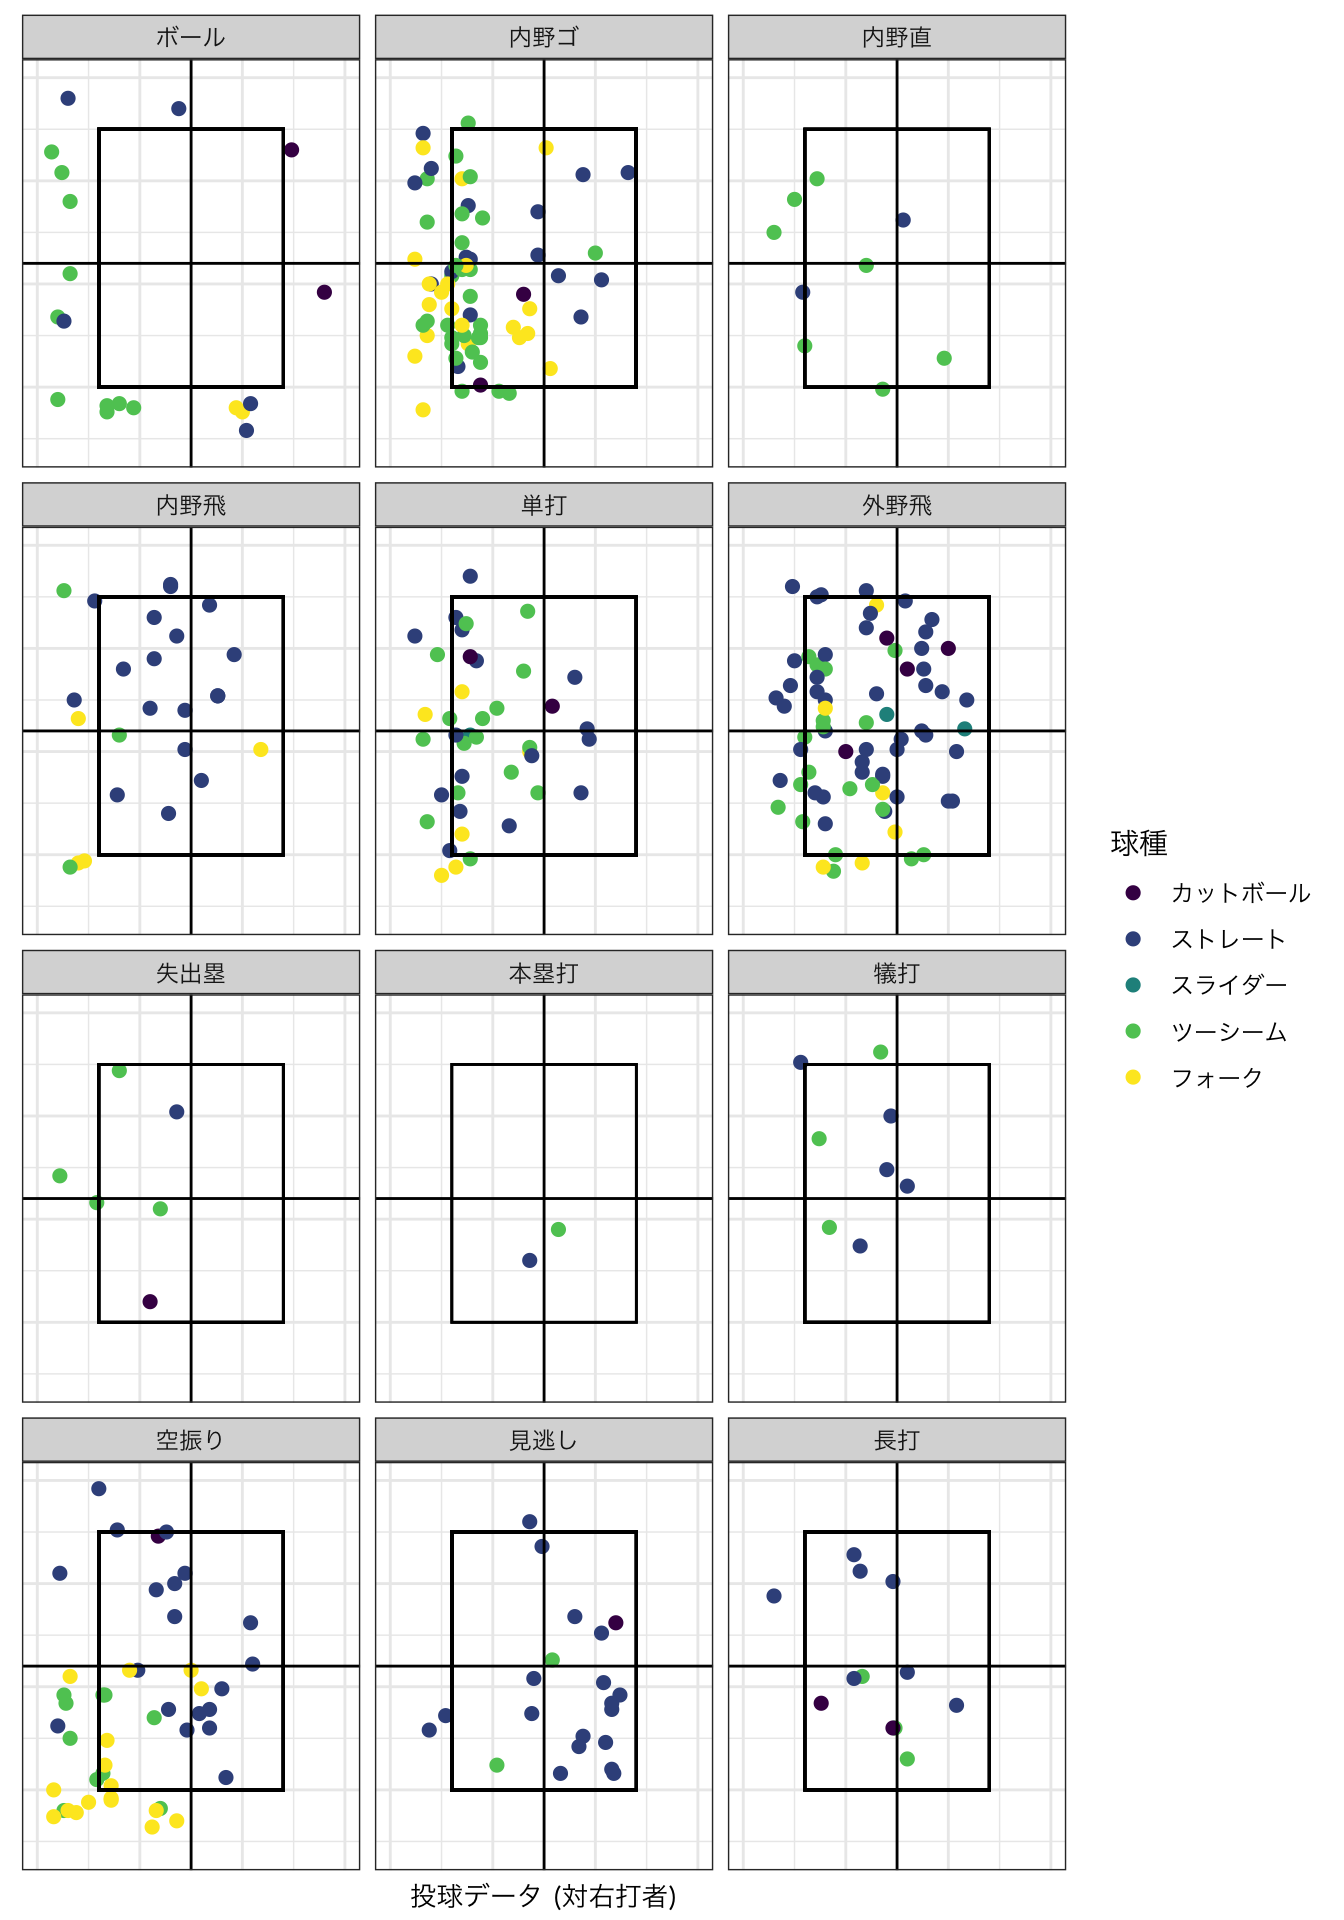 ボール
内野ゴ
内野直
内野飛
単打
外野飛
失出塁
本塁打
犠打
空振り
見逃し
長打
球種
カットボール
ストレート
スライダー
ツーシーム
フォーク
投球データ (対右打者)